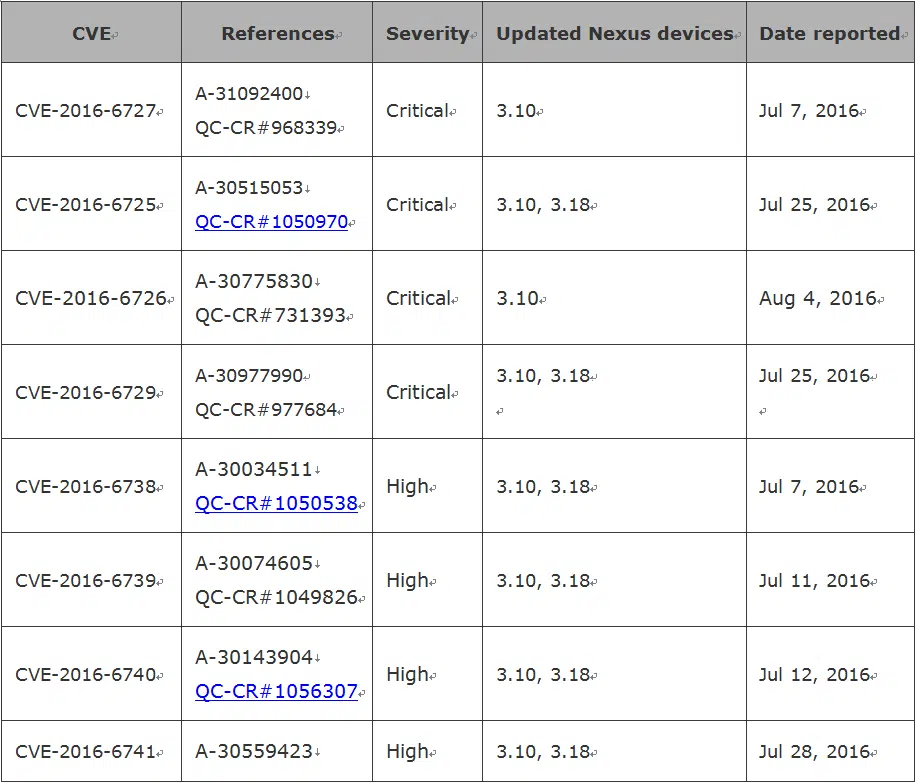 CVE References Severity Updated Nexus devices Date reported
CVE-2016-6727 A-31092400 Critical 3.10 Jul 7, 2016
QC-CR#968339
CVE-2016-6725 A-30515053 Critical 3.10, 3.18 Jul 25, 2016
QC-CR#1050970
CVE-2016-6726 A-30775830 Critical 3.10 Aug 4, 2016
QC-CR#731393
CVE-2016-6729 A-30977990 Critical 3.10, 3.18 Jul 25, 2016
QC-CR#977684
CVE-2016-6738 A-30034511 High 3.10, 3.18 Jul 7, 2016
QC-CR#1050538
CVE-2016-6739 A-30074605 High 3.10, 3.18 Jul 11, 2016
QC-CR#1049826
CVE-2016-6740 A-30143904 High 3.10, 3.18 Jul 12, 2016
QC-CR#1056307
CVE-2016-6741 A-30559423 High 3.10, 3.18 Jul 28, 2016